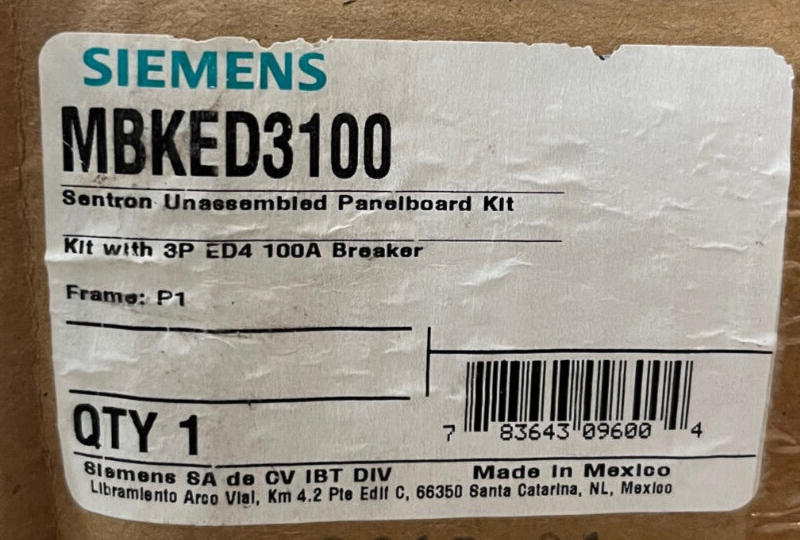 SIEMENS
MBKED3100
Sentron Unassembled Panelboard Kit
Kit with 3P ED4 100A Breaker
Frame: P1
QTY 1
7 83643 09600 4
Siemens SA de CV IBT DIV Made in Mexico
Libramiento Arco Vial, Km 4.2 Pte Edif C, 66350 Santa Catarina, NL, Mexico